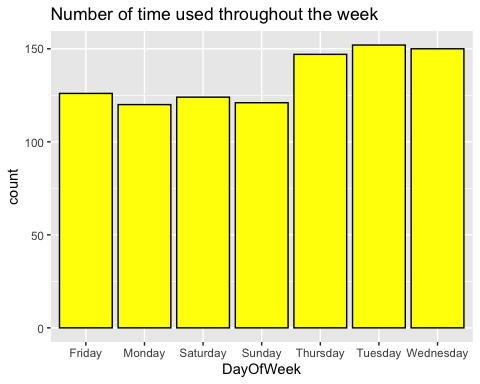 Number of time used throughout the week
count
150
100
50
0
Friday Monday Saturday Sunday Thursday Tuesday Wednesday
DayOfWeek